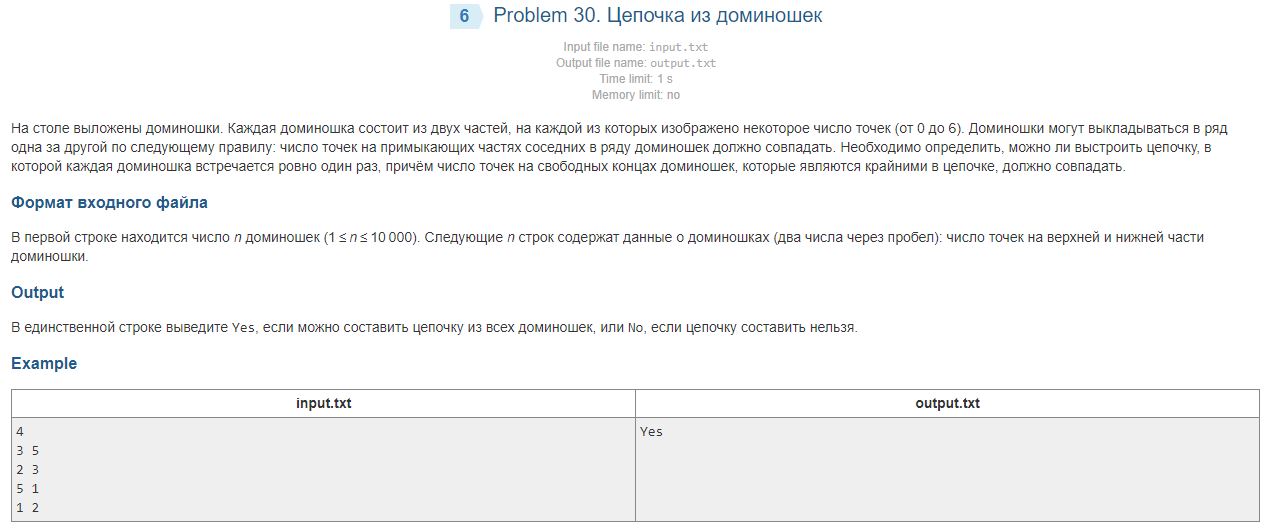 6 Problem 30. Цепочка из доминошек
Input file name: input.txt
Output file name: output.txt
Time limit: 1 s
Memory limit: no
На столе выложены доминошки. Каждая доминошка состоит из двух частей, на каждой из которых изображено некоторое число точек (от 0 до 6). Доминошки могут выкладываться в ряд
одна за другой по следующему правилу: число точек на примыкающих частях соседних в ряду доминошек должно совпадать. Необходимо определить, можно ли выстроить цепочку, в
которой каждая доминошка встречается ровно один раз, причём число точек на свободных концах доминошек, которые являются крайними в цепочке, должно совпадать.
Формат входного файла
В первой строке находится число n доминошек (1 ≤ n ≤ 10 000). Следующие n строк содержат данные о доминошках (два числа через пробел): число точек на верхней и нижней части
доминошки.
Output
В единственной строке выведите Yes, если можно составить цепочку из всех доминошек, или No, если цепочку составить нельзя.
Example
input.txt output.txt
4 Yes
3 5
2 3
5 1
1 2